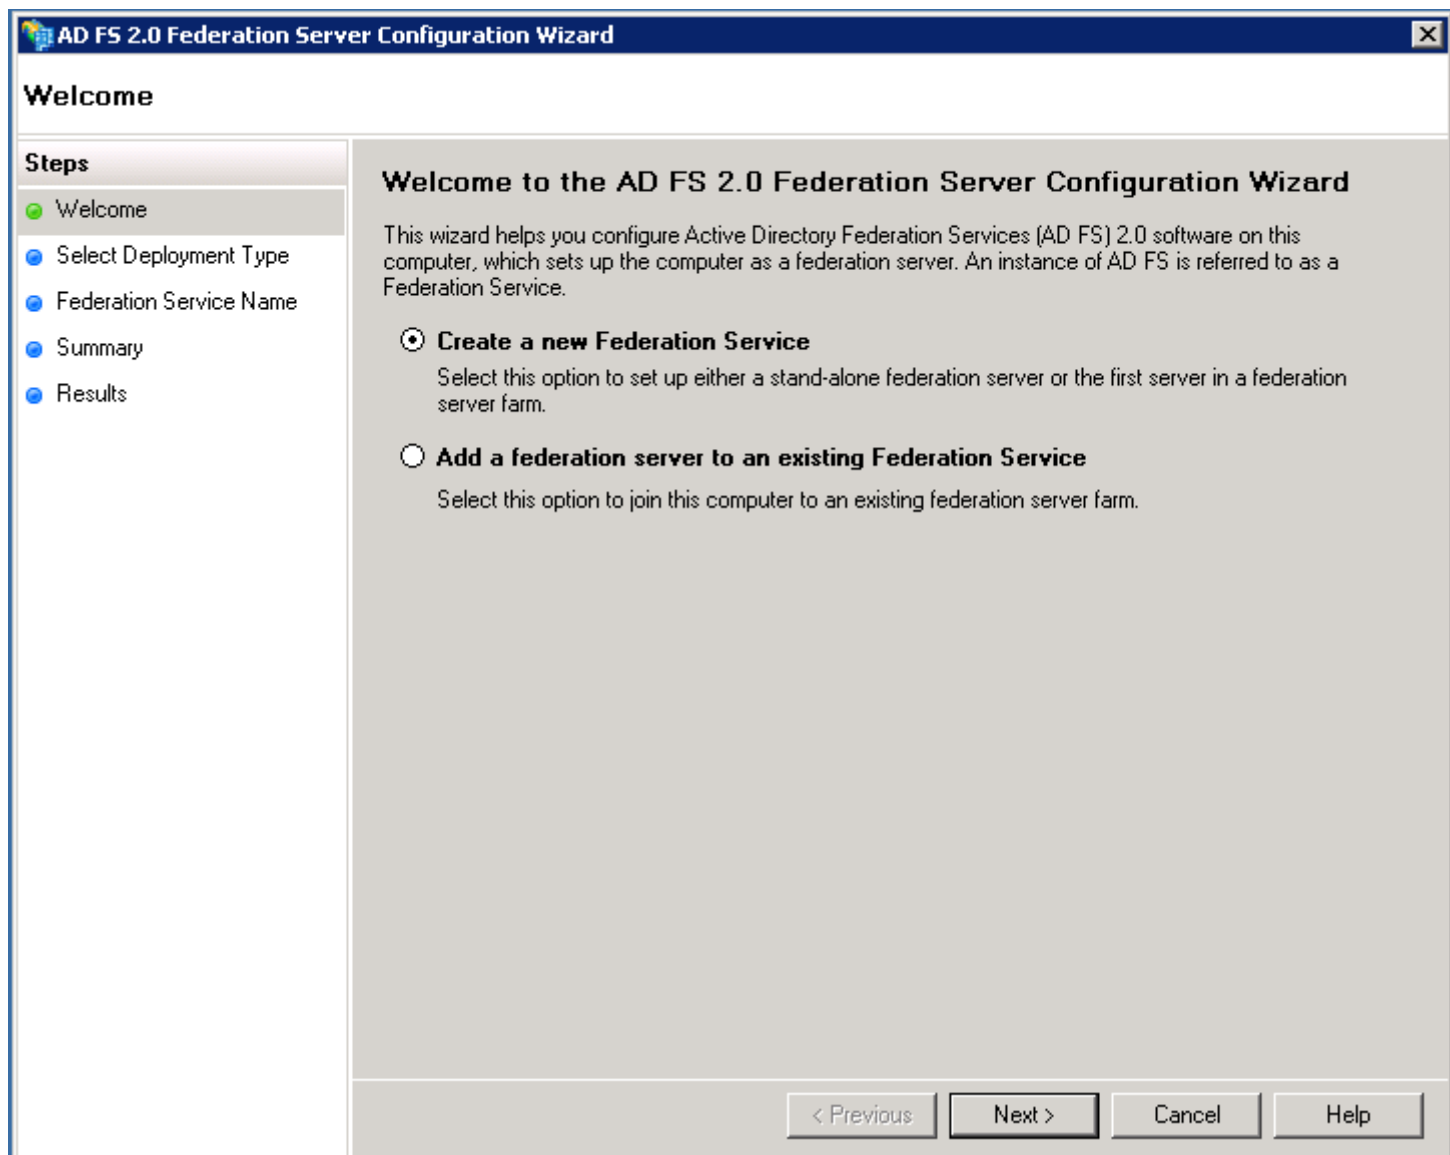 AD FS 2.0 Federation Server Configuration Wizard
Welcome
Steps
Welcome
Select Deployment Type
Federation Service Name
Summary
Results
Welcome to the AD FS 2.0 Federation Server Configuration Wizard
This wizard helps you configure Active Directory Federation Services (AD FS) 2.0 software on this
computer, which sets up the computer as a federation server. An instance of AD FS is referred to as a
Federation Service.
Create a new Federation Service
Select this option to set up either a stand-alone federation server or the first server in a federation
server farm.
Add a federation server to an existing Federation Service
Select this option to join this computer to an existing federation server farm.
< Previous Next > Cancel Help